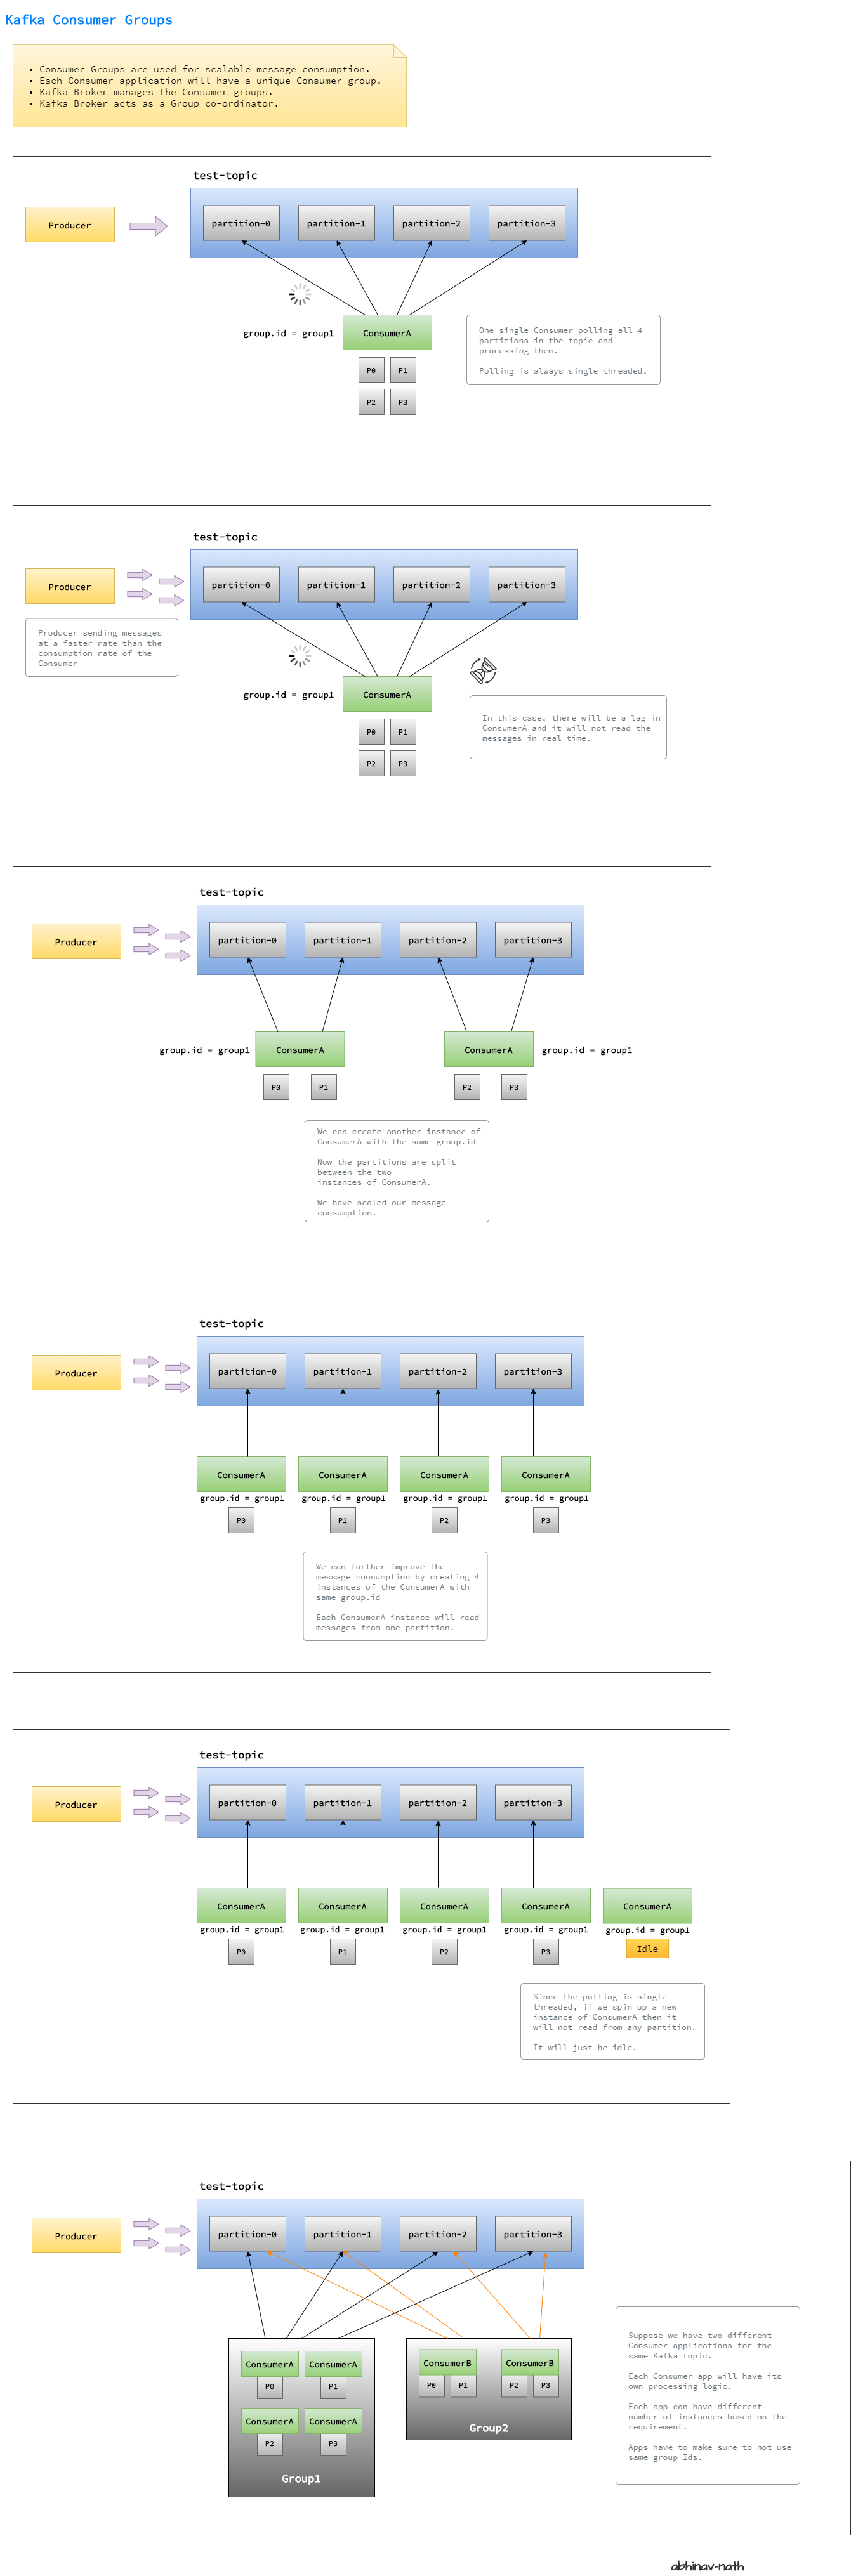 Kafka Consumer Groups
• Consumer Groups are used for scalable message consumption.
• Each Consumer application will have a unique Consumer group.
• Kafka Broker manages the Consumer groups.
• Kafka Broker acts as a Group co-ordinator.
test-topic
Producer
partition-0
partition-1
partition-2
partition-3
group.id = group1
ConsumerA
P0
P1
P2
P3
One single Consumer polling all 4
partitions in the topic and
processing them.
Polling is always single threaded.
test-topic
Producer
partition-0
partition-1
partition-2
partition-3
Producer sending messages
at a faster rate than the
consumption rate of the
Consumer
group.id = group1
ConsumerA
P0
P1
P2
P3
In this case, there will be a lag in
ConsumerA and it will not read the
messages in real-time.
test-topic
Producer
partition-0
partition-1
partition-2
partition-3
group.id = group1
ConsumerA
ConsumerA
group.id = group1
P0
P1
P2
P3
We can create another instance of
ConsumerA with the same group.id
Now the partitions are split
between the two
instances of ConsumerA.
We have scaled our message
consumption.
test-topic
Producer
partition-0
partition-1
partition-2
partition-3
ConsumerA
ConsumerA
ConsumerA
ConsumerA
group.id = group1
group.id = group1
group.id = group1
group.id = group1
P0
P1
P2
P3
We can further improve the
message consumption by creating 4
instances of the ConsumerA with
same group.id
Each ConsumerA instance will read
messages from one partition.
test-topic
Producer
partition-0
partition-1
partition-2
partition-3
ConsumerA
ConsumerA
ConsumerA
ConsumerA
ConsumerA
group.id = group1
group.id = group1
group.id = group1
group.id = group1
group.id = group1
P0
P1
P2
P3
Idle
Since the polling is single
threaded, if we spin up a new
instance of ConsumerA then it
will not read from any partition.
It will just be idle.
test-topic
Producer
partition-0
partition-1
partition-2
partition-3
ConsumerA
ConsumerA
P0
P1
ConsumerA
ConsumerA
P2
P3
Group1
ConsumerB
ConsumerB
P0
P1
P2
P3
Group2
Suppose we have two different
Consumer applications for the
same Kafka topic.
Each Consumer app will have its
own processing logic.
Each app can have different
number of instances based on the
requirement.
Apps have to make sure to not use
same group Ids.
abhinav-nath